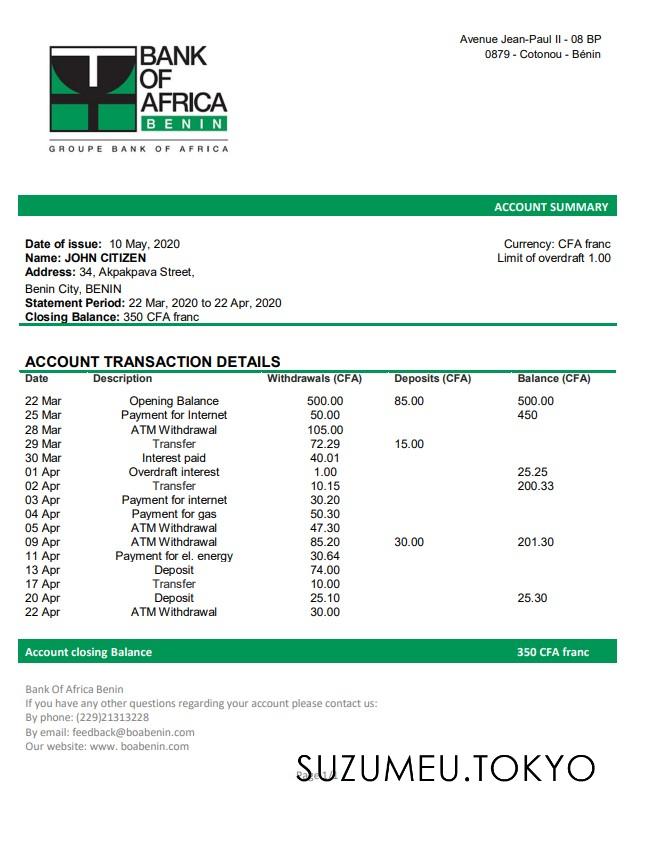 BANK
OF
AFRICA
BENIN
GROUPE BANK OF AFRICA
Avenue Jean-Paul II - 08 BP
0879 - Cotonou - Bénin
ACCOUNT SUMMARY
Date of issue: 10 May, 2020
Currency: CFA franc
Name: JOHN CITIZEN
Limit of overdraft 1.00
Address: 34, Akpakpava Street,
Benin City, BENIN
Statement Period: 22 Mar, 2020 to 22 Apr, 2020
Closing Balance: 350 CFA franc
ACCOUNT TRANSACTION DETAILS
Date Description Withdrawals (CFA) Deposits (CFA) Balance (CFA)
22 Mar Opening Balance 500.00 85.00 500.00
25 Mar Payment for Internet 50.00 450
28 Mar ATM Withdrawal 105.00
29 Mar Transfer 72.29 15.00
30 Mar Interest paid 40.01
01 Apr Overdraft interest 1.00 25.25
02 Apr Transfer 10.15 200.33
03 Apr Payment for internet 30.20
04 Apr Payment for gas 50.30
05 Apr ATM Withdrawal 47.30
09 Apr ATM Withdrawal 85.20 30.00 201.30
11 Apr Payment for el. energy 30.64
13 Apr Deposit 74.00
17 Apr Transfer 10.00
20 Apr Deposit 25.10 25.30
22 Apr ATM Withdrawal 30.00
Account closing Balance 350 CFA franc
Bank Of Africa Benin
If you have any other questions regarding your account please contact us:
By phone: (229)21313228
By email: feedback@boabenin.com
Our website: www. boabenin.com
Page 1/1
SUZUMEU.TOKYO